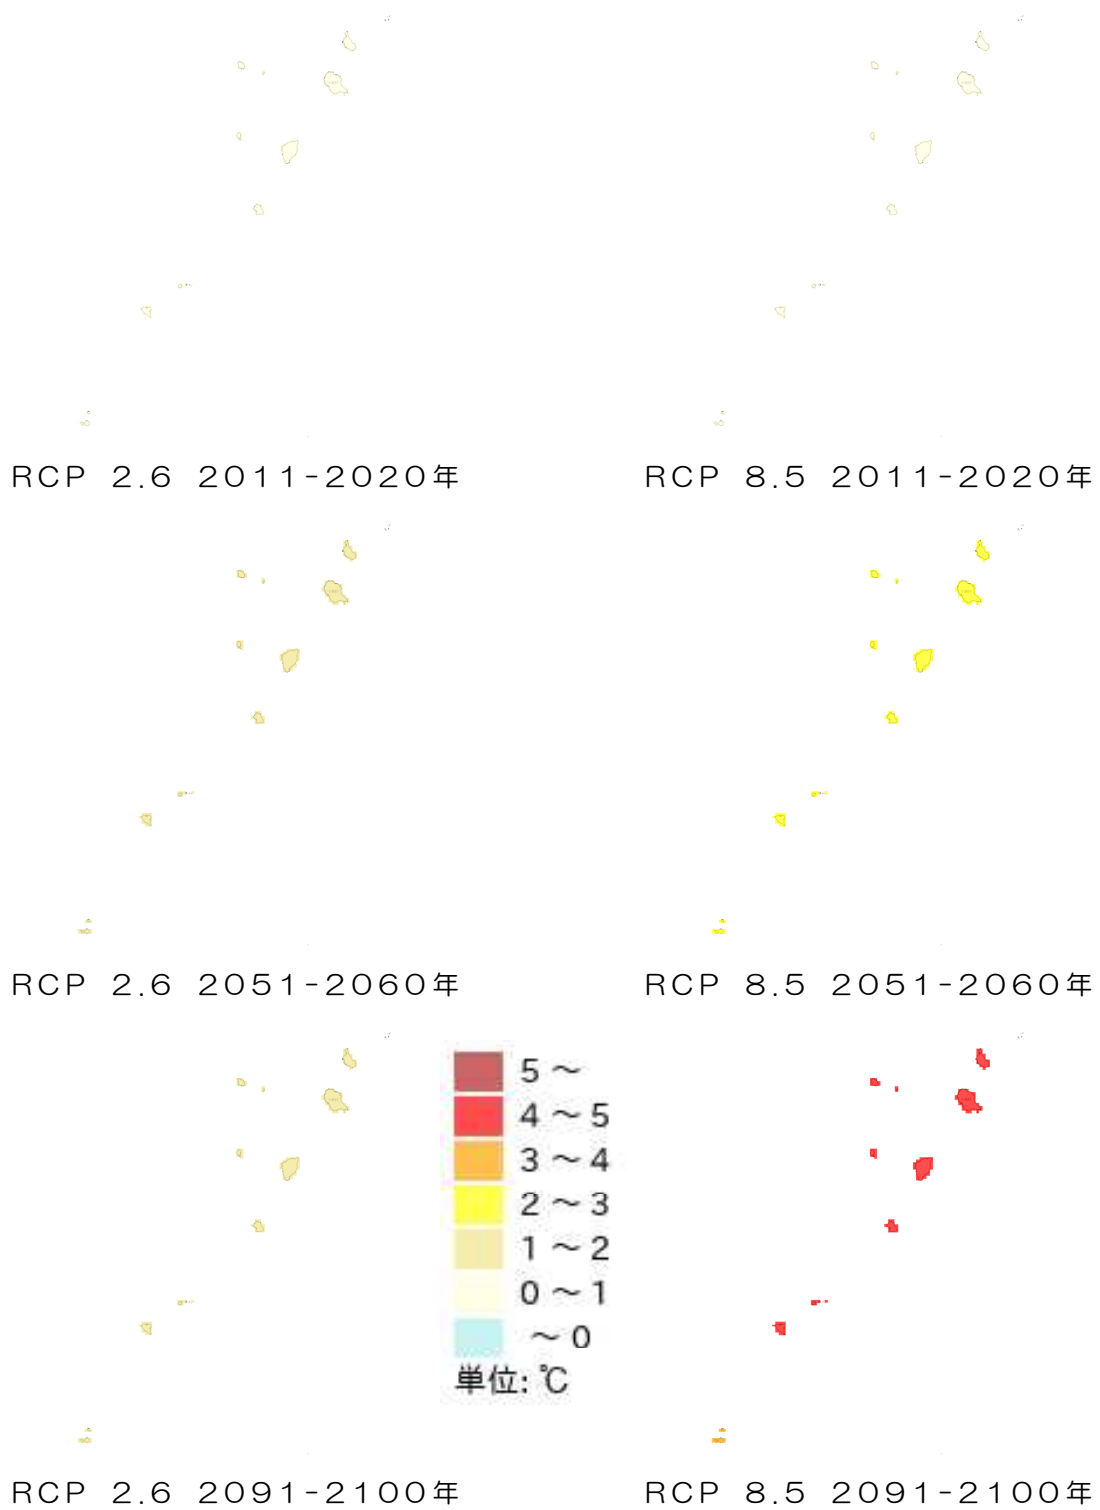 ＲＣＰ ２.６ ２０１１-２０２０年
ＲＣＰ ８.５ ２０１１-２０２０年
ＲＣＰ ２.６ ２０５１-２０６０年
ＲＣＰ ８.５ ２０５１-２０６０年
5 ～
4 ～ 5
3 ～ 4
2 ～ 3
1 ～ 2
0 ～ 1
～ 0
単位: ℃
ＲＣＰ ２.６ ２０９１-２１００年
ＲＣＰ ８.５ ２０９１-２１００年